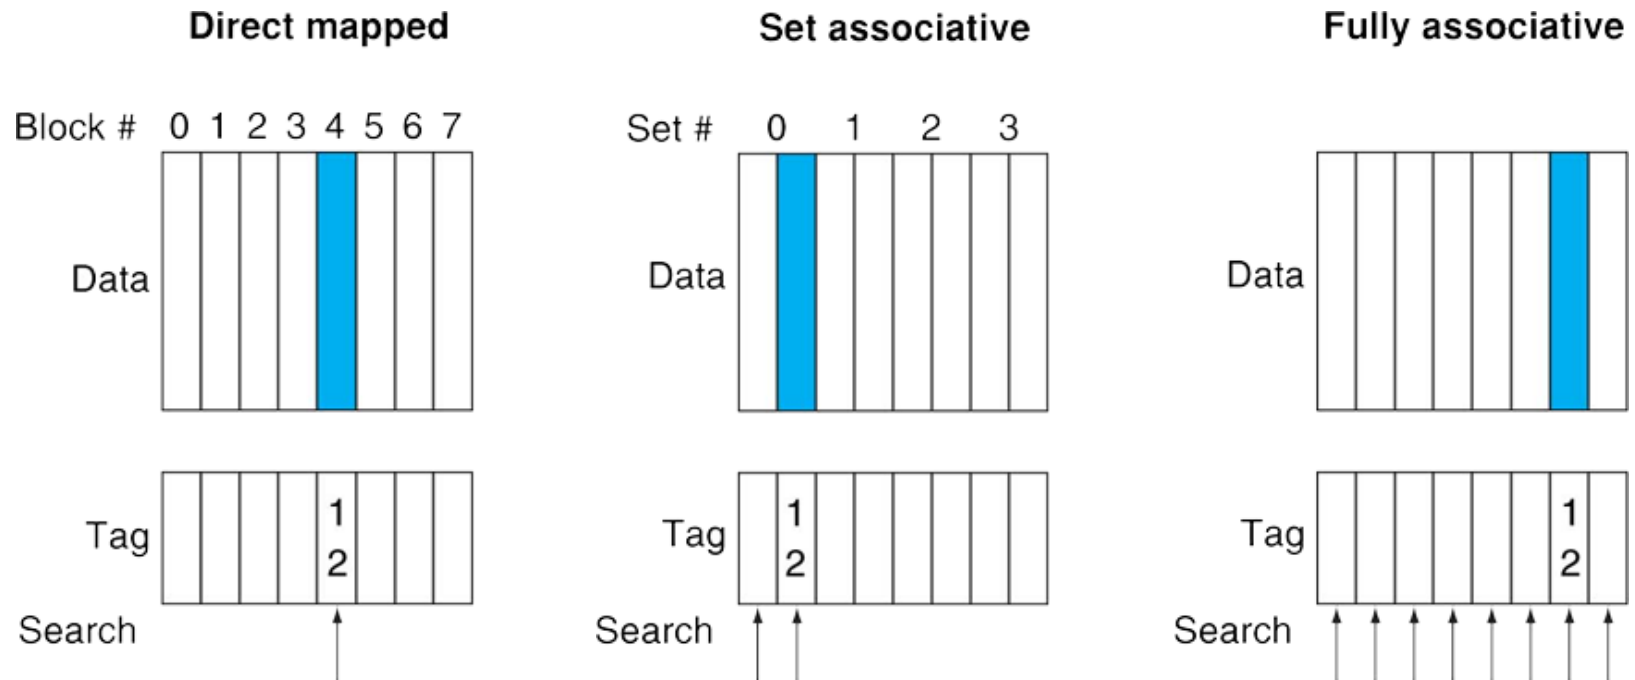 Direct mapped
Set associative
Fully associative
Block # 0 1 2 3 4 5 6 7
Set # 0 1 2 3
Data
Data
Data
Tag
1
2
Tag
1
2
Tag
1
2
Search
Search
Search